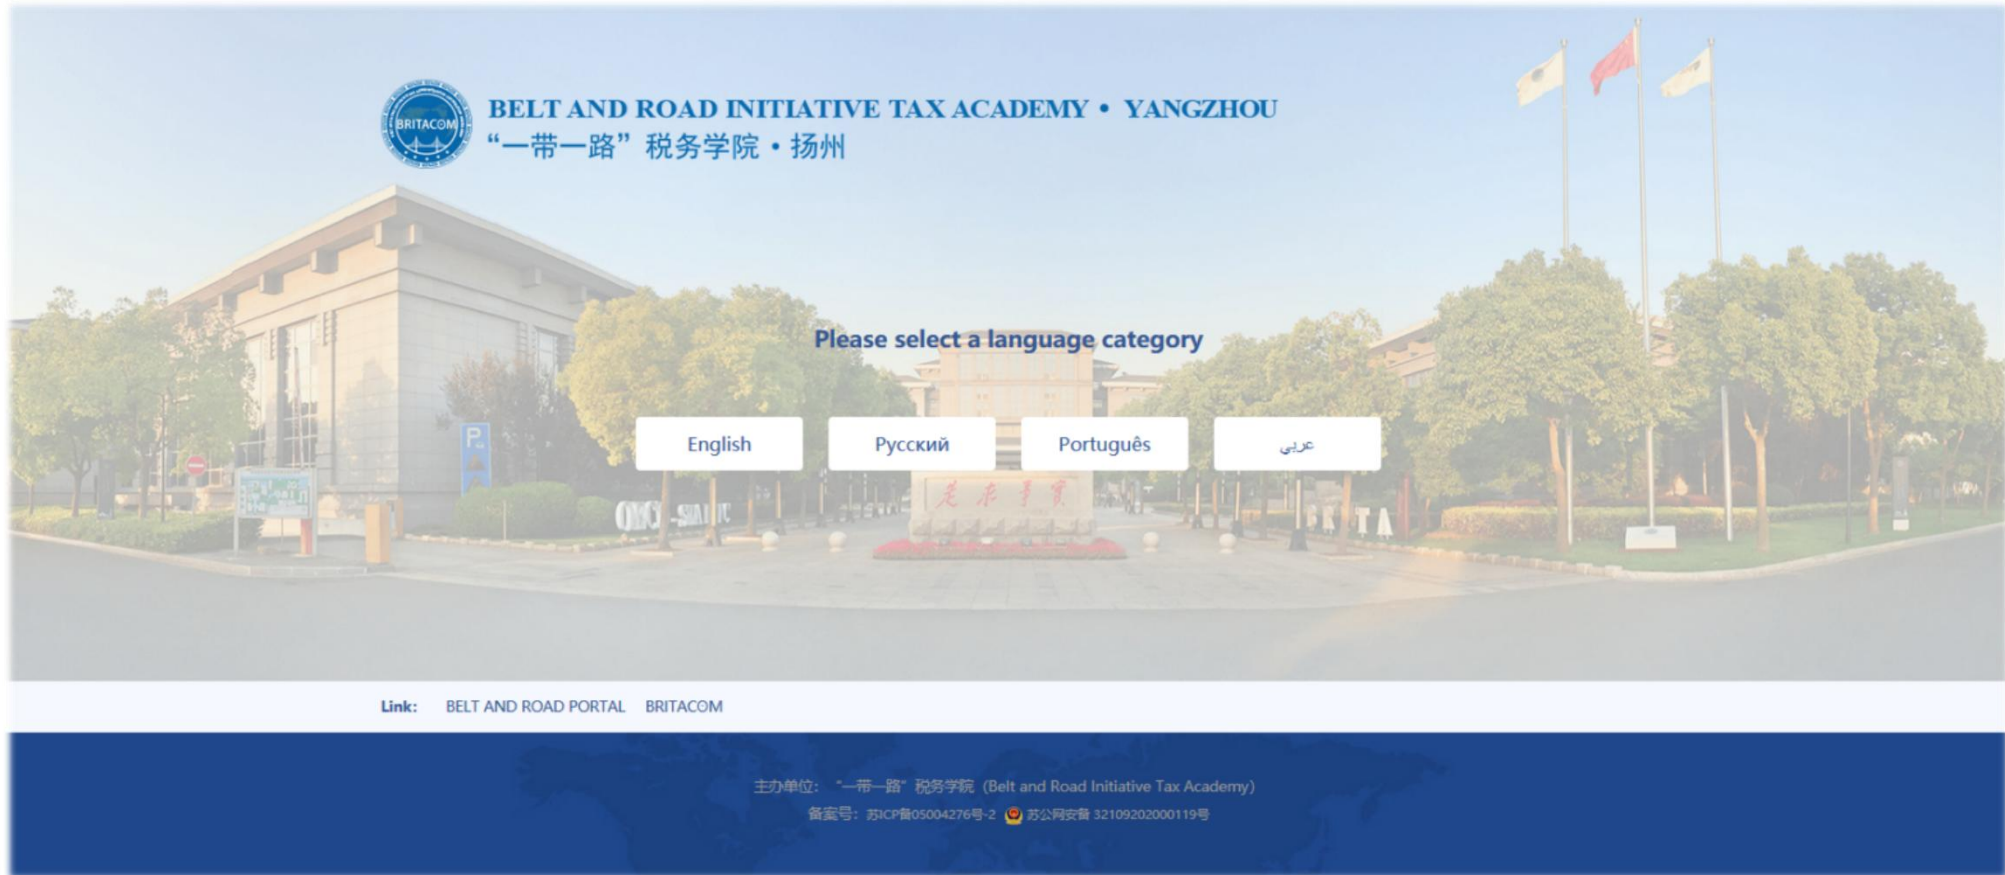 BRITACOM
BELT AND ROAD INITIATIVE TAX ACADEMY • YANGZHOU
“一带一路”税务学院・扬州
Please select a language category
English Русский Português عربي
P
BRITA
Link: BELT AND ROAD PORTAL BRITACOM
主办单位： “一带一路”税务学院 (Belt and Road Initiative Tax Academy)
备案号：苏ICP备05004276号-2 苏公网安备 32109202000119号